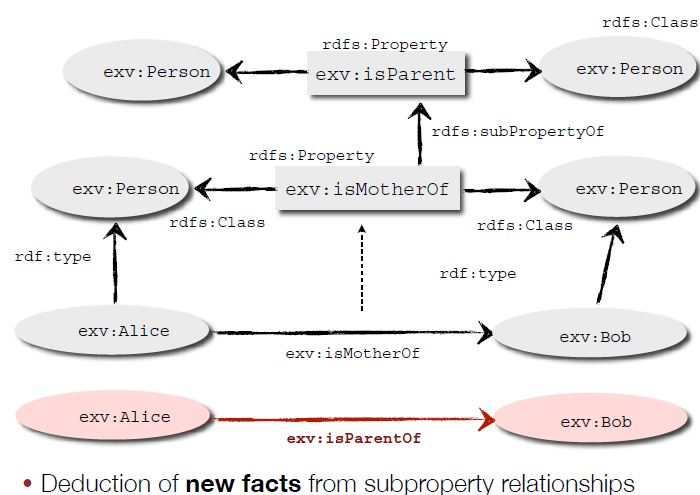 rdfs:Class
rdfs:Property
exv:Person
exv:isParent
exv:Person
rdfs:subPropertyOf
rdfs:Property
exv:Person
exv:isMotherOf
exv:Person
rdfs:Class
rdfs:Class
rdf:type
rdf:type
exv:Alice
exv:Bob
exv:isMotherOf
exv:Alice
exv:Bob
exv:isParentOf
• Deduction of new facts from subproperty relationships